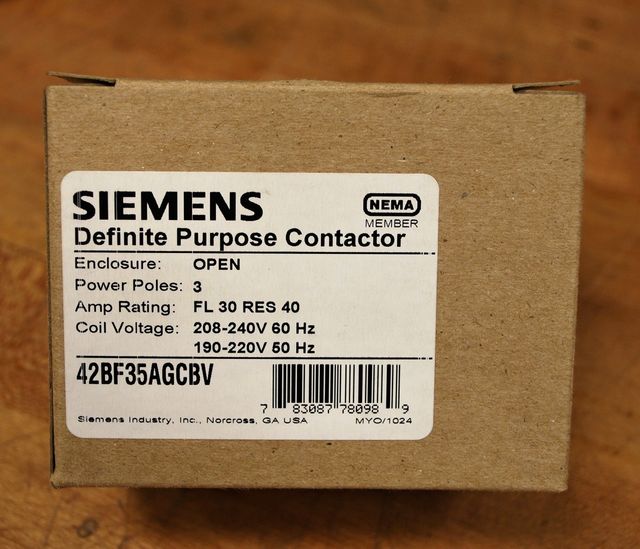 SIEMENS
NEMA
MEMBER
Definite Purpose Contactor
Enclosure: OPEN
Power Poles: 3
Amp Rating: FL 30 RES 40
Coil Voltage: 208-240V 60 Hz
190-220V 50 Hz
42BF35AGCBV
7 83087 78098 9
Siemens Industry, Inc., Norcross, GA USA MYO/1024